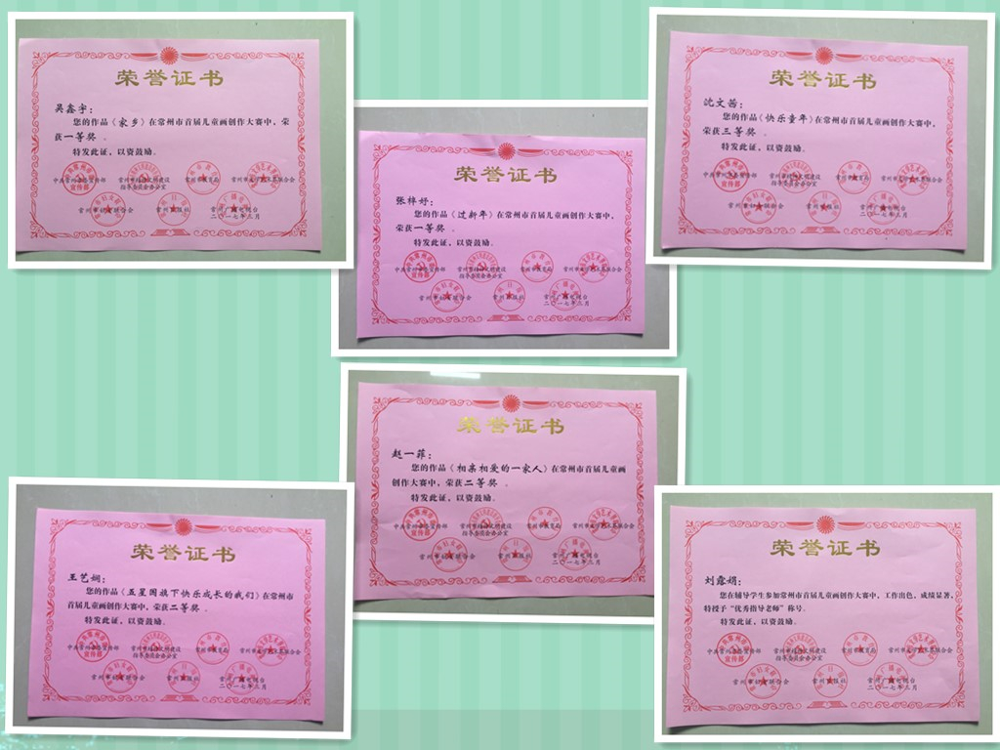 荣誉证书
吴鑫宇：
您的作品《家乡》在常州市首届儿童画创作大赛中，荣
获一等奖 。
特发此证，以资鼓励。
二〇一七年三月
荣誉证书
张梓妤：
您的作品《过新年》在常州市首届儿童画创作大赛中，
荣获一等奖 。
特发此证，以资鼓励。
二〇一七年三月
荣誉证书
沈文茜：
您的作品《快乐童年》在常州市首届儿童画创作大赛中，
荣获三等奖 。
特发此证，以资鼓励。
二〇一七年三月
荣誉证书
赵一菲：
您的作品《相亲相爱的一家人》在常州市首届儿童画
创作大赛中，荣获二等奖 。
特发此证，以资鼓励。
二〇一七年三月
荣誉证书
王艺娴：
您的作品《五星国旗下快乐成长的我们》在常州市
首届儿童画创作大赛中，荣获二等奖 。
特发此证，以资鼓励。
二〇一七年三月
荣誉证书
刘露娟：
您在辅导学生参加常州市首届儿童画创作大赛中，工作出色，成绩显著，
特授予“优秀指导老师”称号。
特发此证，以资鼓励。
二〇一七年三月